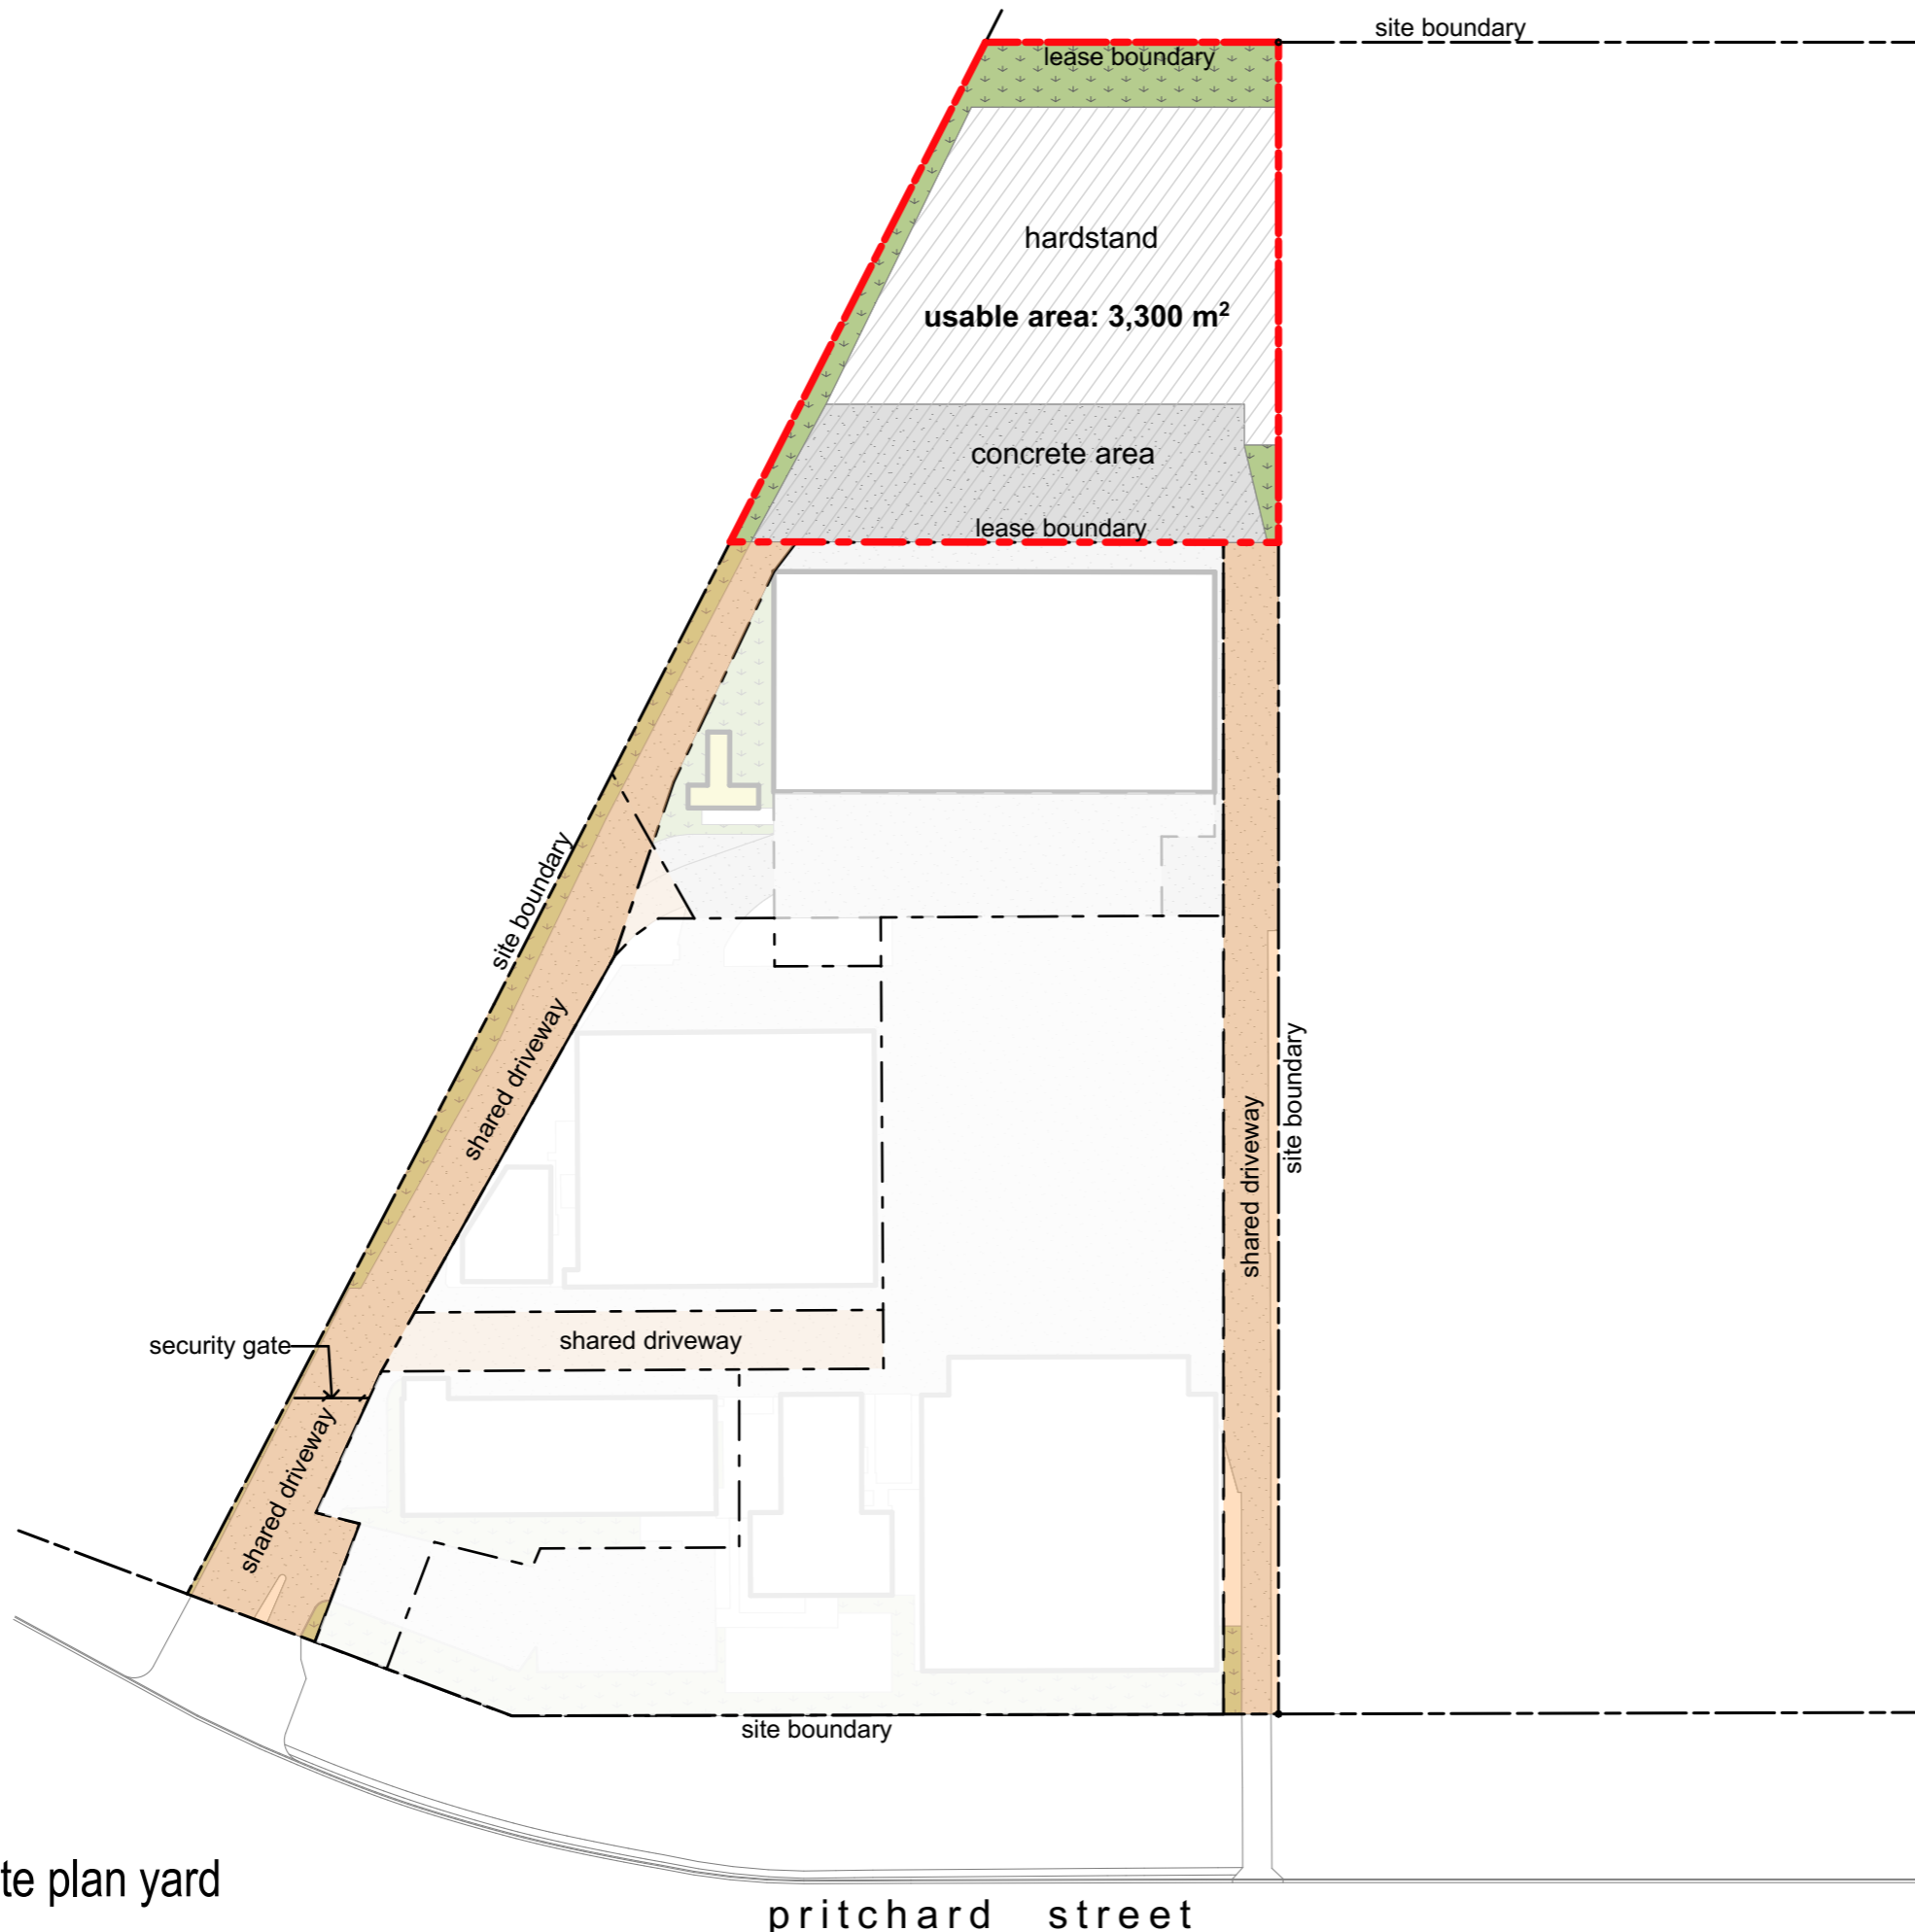 site boundary
lease boundary
hardstand
usable area: 3,300 m²
concrete area
lease boundary
site boundary
shared driveway
site boundary
shared driveway
shared driveway
security gate
shared driveway
site boundary
te plan yard
pritchard street